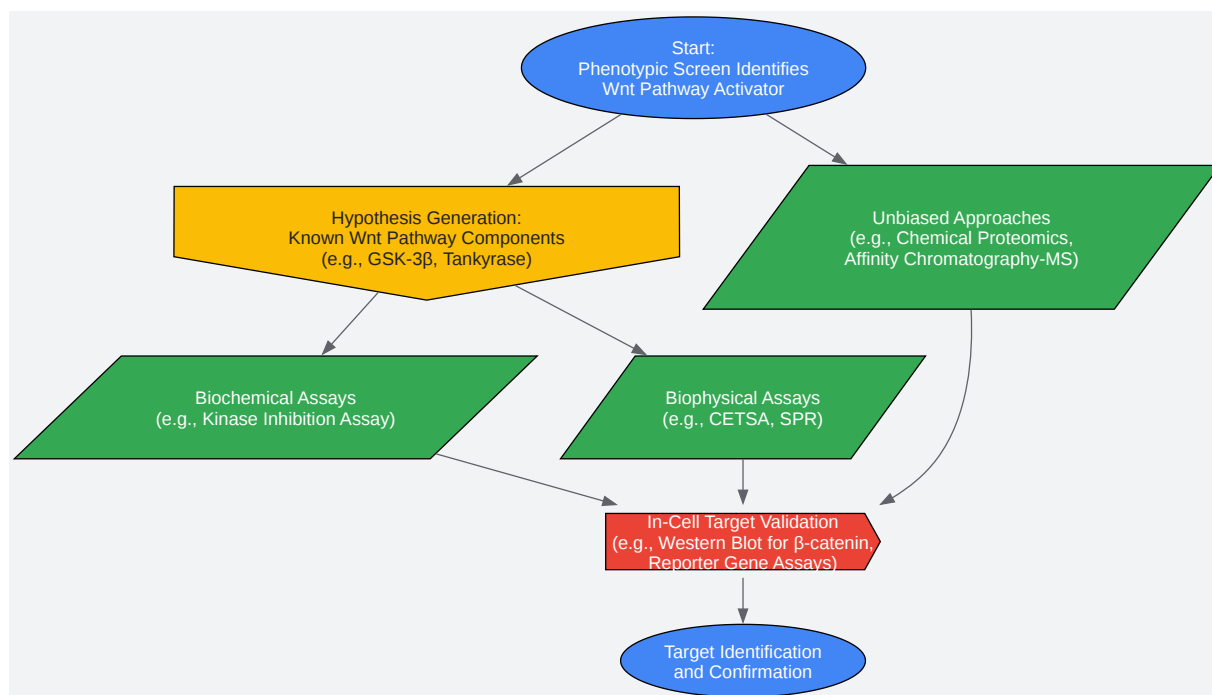 Start:
Phenotypic Screen Identifies
Wnt Pathway Activator
Hypothesis Generation:
Known Wnt Pathway Components
(e.g., GSK-3β, Tankyrase)
Unbiased Approaches
(e.g., Chemical Proteomics,
Affinity Chromatography-MS)
Biochemical Assays
(e.g., Kinase Inhibition Assay)
Biophysical Assays
(e.g., CETSA, SPR)
In-Cell Target Validation
(e.g., Western Blot for β-catenin,
Reporter Gene Assays)
Target Identification
and Confirmation